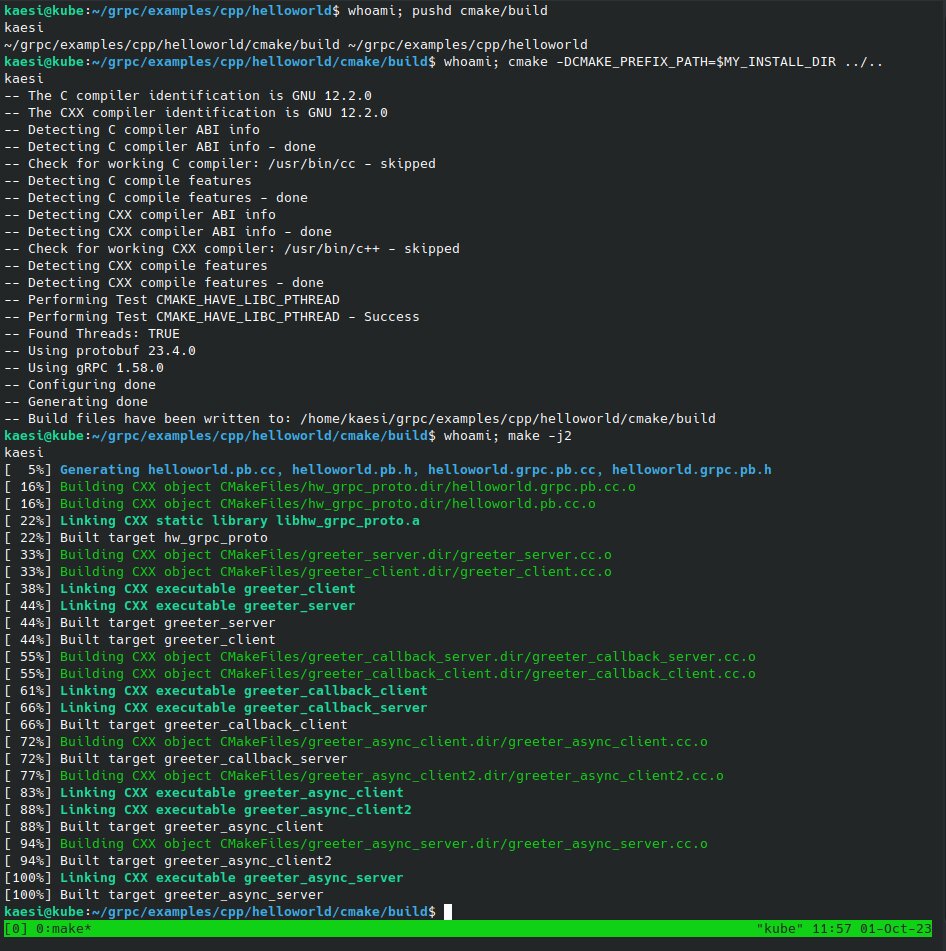 kaesi@kube:~/grpc/examples/cpp/helloworld$ whoami; pushd cmake/build
kaesi
~/grpc/examples/cpp/helloworld/cmake/build ~/grpc/examples/cpp/helloworld
kaesi@kube:~/grpc/examples/cpp/helloworld/cmake/build$ whoami; cmake -DCMAKE_PREFIX_PATH=$MY_INSTALL_DIR ../..
kaesi
-- The C compiler identification is GNU 12.2.0
-- The CXX compiler identification is GNU 12.2.0
-- Detecting C compiler ABI info
-- Detecting C compiler ABI info - done
-- Check for working C compiler: /usr/bin/cc - skipped
-- Detecting C compile features
-- Detecting C compile features - done
-- Detecting CXX compiler ABI info
-- Detecting CXX compiler ABI info - done
-- Check for working CXX compiler: /usr/bin/c++ - skipped
-- Detecting CXX compile features
-- Detecting CXX compile features - done
-- Performing Test CMAKE_HAVE_LIBC_PTHREAD
-- Performing Test CMAKE_HAVE_LIBC_PTHREAD - Success
-- Found Threads: TRUE
-- Using protobuf 23.4.0
-- Using gRPC 1.58.0
-- Configuring done
-- Generating done
-- Build files have been written to: /home/kaesi/grpc/examples/cpp/helloworld/cmake/build
kaesi@kube:~/grpc/examples/cpp/helloworld/cmake/build$ whoami; make -j2
kaesi
[  5%] Generating helloworld.pb.cc, helloworld.pb.h, helloworld.grpc.pb.cc, helloworld.grpc.pb.h
[ 16%] Building CXX object CMakeFiles/hw_grpc_proto.dir/helloworld.grpc.pb.cc.o
[ 16%] Building CXX object CMakeFiles/hw_grpc_proto.dir/helloworld.pb.cc.o
[ 22%] Linking CXX static library libhw_grpc_proto.a
[ 22%] Built target hw_grpc_proto
[ 33%] Building CXX object CMakeFiles/greeter_server.dir/greeter_server.cc.o
[ 33%] Building CXX object CMakeFiles/greeter_client.dir/greeter_client.cc.o
[ 38%] Linking CXX executable greeter_client
[ 44%] Linking CXX executable greeter_server
[ 44%] Built target greeter_server
[ 44%] Built target greeter_client
[ 55%] Building CXX object CMakeFiles/greeter_callback_server.dir/greeter_callback_server.cc.o
[ 55%] Building CXX object CMakeFiles/greeter_callback_client.dir/greeter_callback_client.cc.o
[ 61%] Linking CXX executable greeter_callback_client
[ 66%] Linking CXX executable greeter_callback_server
[ 66%] Built target greeter_callback_client
[ 72%] Building CXX object CMakeFiles/greeter_async_client.dir/greeter_async_client.cc.o
[ 72%] Built target greeter_callback_server
[ 77%] Building CXX object CMakeFiles/greeter_async_client2.dir/greeter_async_client2.cc.o
[ 83%] Linking CXX executable greeter_async_client
[ 88%] Linking CXX executable greeter_async_client2
[ 88%] Built target greeter_async_client
[ 94%] Building CXX object CMakeFiles/greeter_async_server.dir/greeter_async_server.cc.o
[ 94%] Built target greeter_async_client2
[100%] Linking CXX executable greeter_async_server
[100%] Built target greeter_async_server
kaesi@kube:~/grpc/examples/cpp/helloworld/cmake/build$
[0] 0:make* "kube" 11:57 01-Oct-23